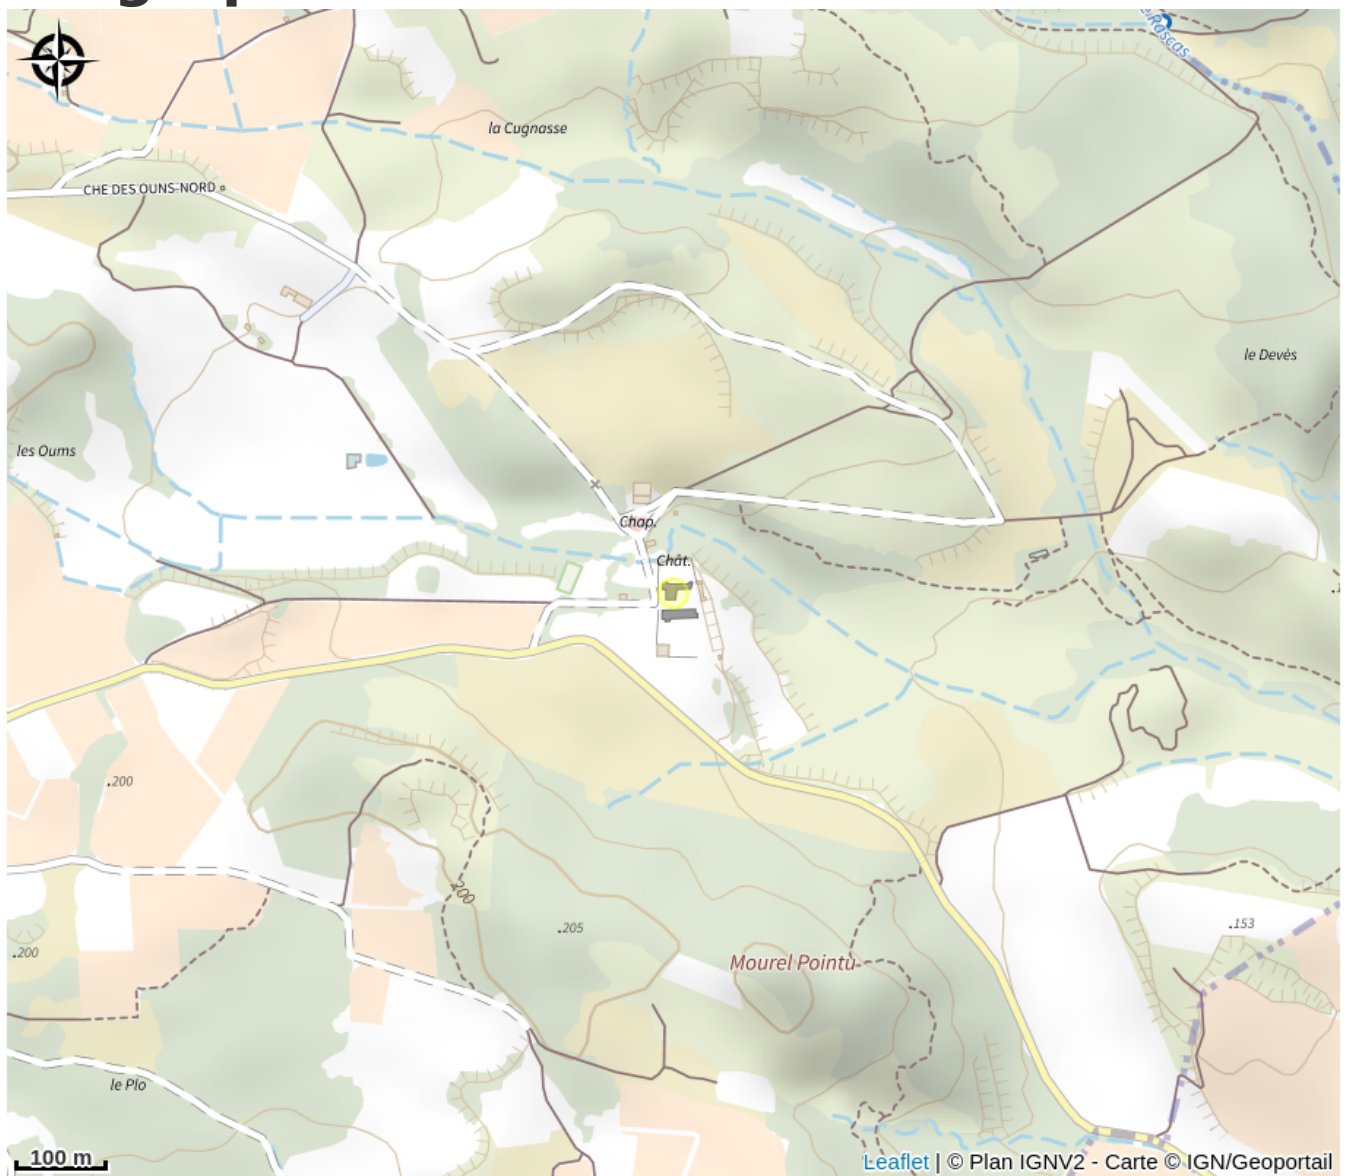 Rascas
la Cugnasse
CHE DES OUNS-NORD
le Devès
les Oums
Chap.
Chât.
.200
200
.205
.153
.200
Mourel Pointu
le Plo
100 m
Leaflet | © Plan IGNV2 - Carte © IGN/Geoportail